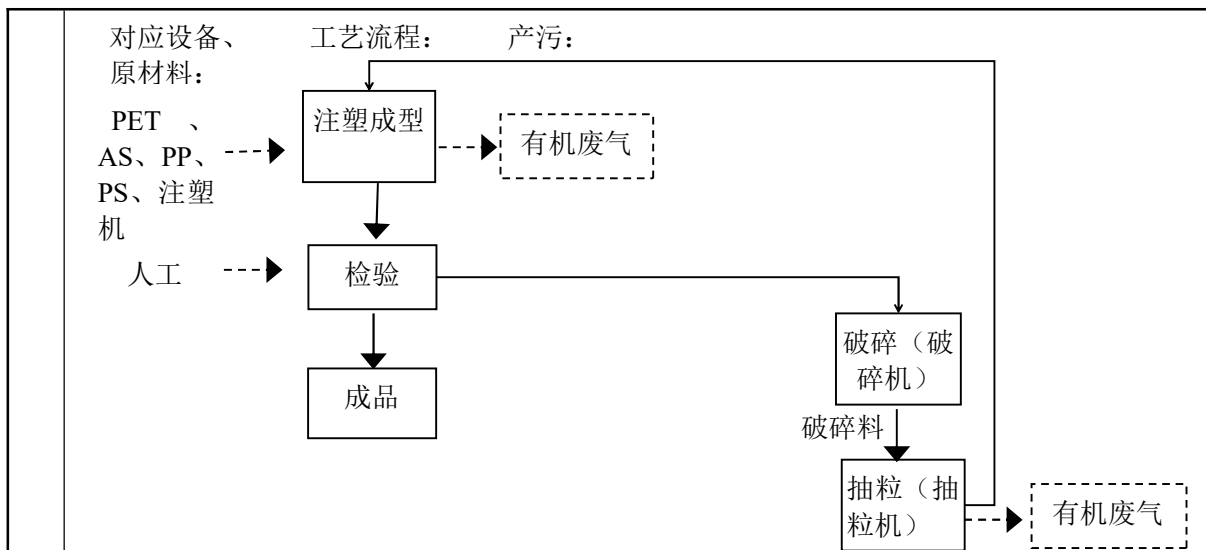 对应设备、 工艺流程： 产污：
原材料：
PET 、
AS、PP、
PS、注塑
机
注塑成型
有机废气
人工
检验
成品
破碎（破
碎机）
破碎料
抽粒（抽
粒机）
有机废气